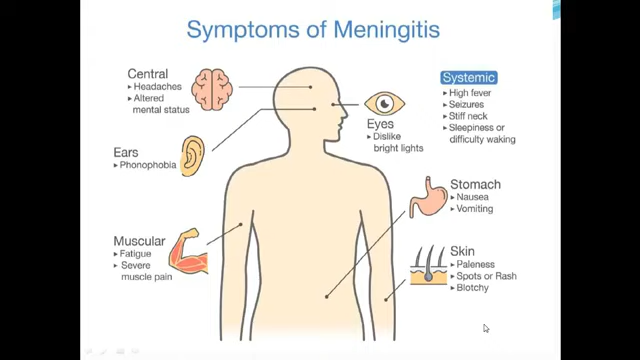 Symptoms of Meningitis
Central
Headaches
Altered
mental status
Ears
Phonophobia
Muscular
Fatigue
Severe
muscle pain
Eyes
Dislike
bright lights
Systemic
High fever
Seizures
Stiff neck
Sleepiness or
difficulty waking
Stomach
Nausea
Vomiting
Skin
Paleness
Spots or Rash
Blotchy